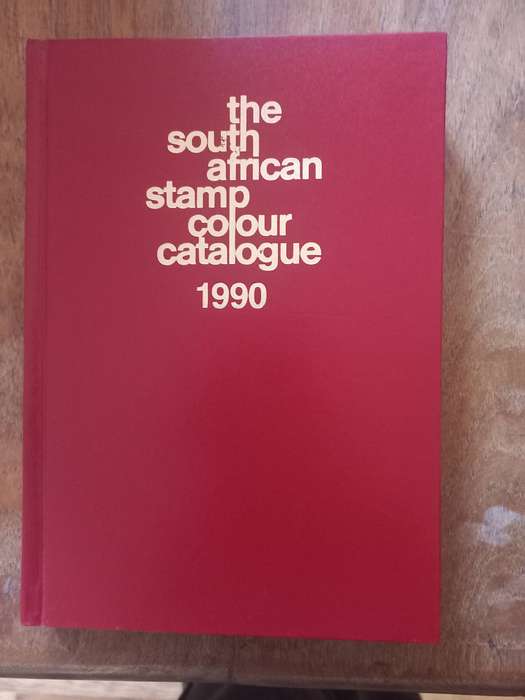 the
south
african
stamp
colour
catalogue
1990